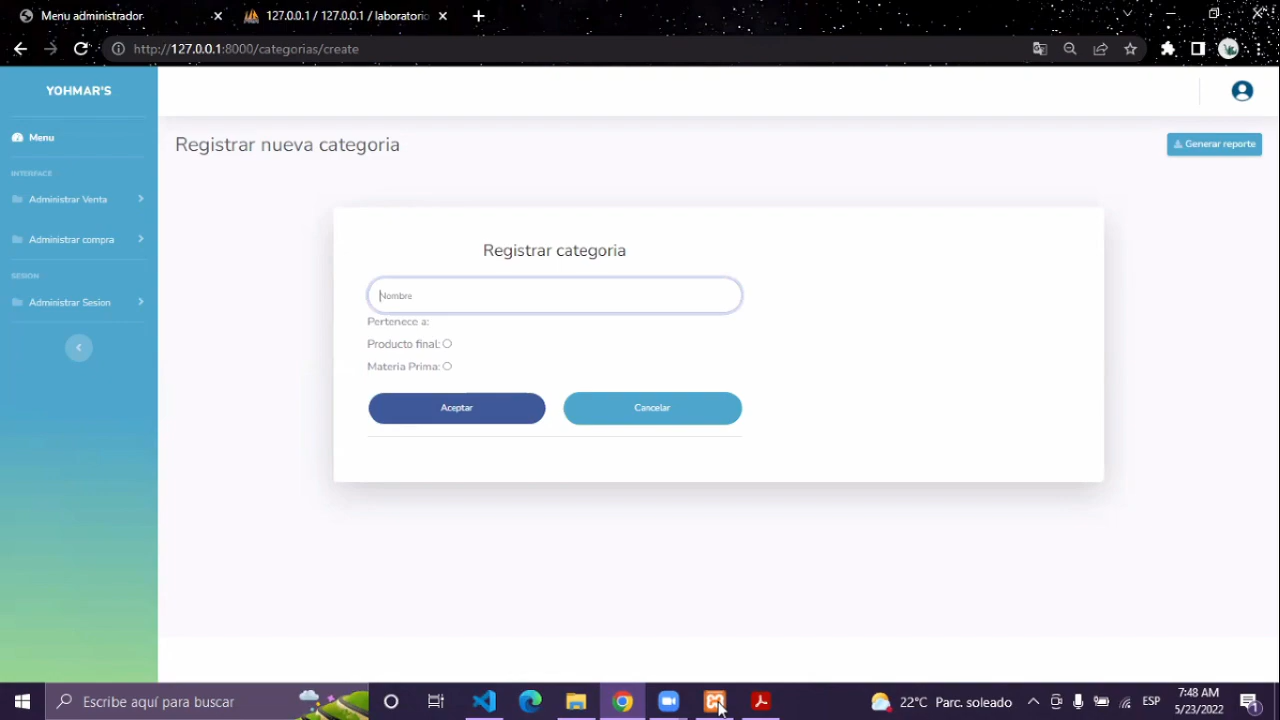 Menu administrador
127.0.0.1 / 127.0.0.1 / laboratorio
http://127.0.0.1:8000/categorias/create
YOHMAR'S
Menu
INTERFACE
Administrar Venta
Administrar compra
SESION
Administrar Sesion
Registrar nueva categoria
Generar reporte
Registrar categoria
Nombre
Pertenece a:
Producto final:
Materia Prima:
Aceptar
Cancelar
Escribe aquí para buscar
22°C Parc. soleado
ESP
7:48 AM
5/23/2022
1